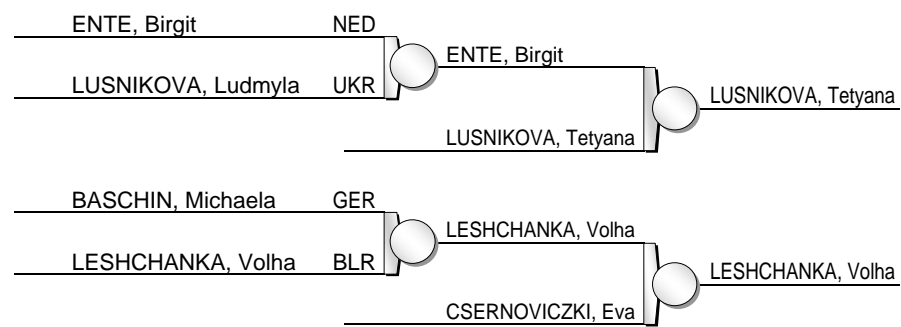 ENTE, Birgit NED
ENTE, Birgit
LUSNIKOVA, Ludmyla UKR
LUSNIKOVA, Tetyana
LUSNIKOVA, Tetyana
BASCHIN, Michaela GER
LESHCHANKA, Volha
LESHCHANKA, Volha BLR
LESHCHANKA, Volha
CSERNOVICZKI, Eva